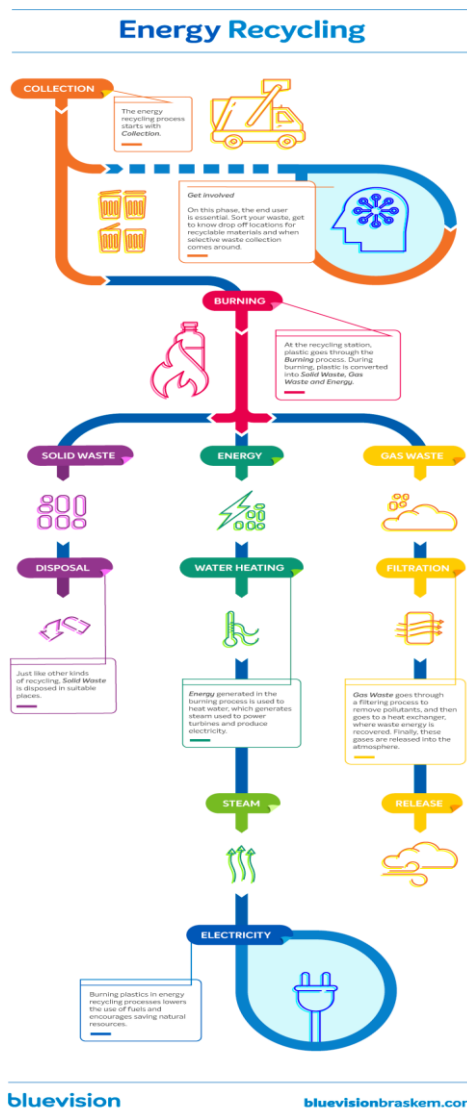 Energy Recycling
COLLECTION
The energy
recycling process
starts with
Collection.
Get involved
On this phase, the end user
is essential. Sort your waste, get
to know drop off locations for
recyclable materials and when
selective waste collection
comes around.
BURNING
At the recycling station,
plastic goes through the
Burning process. During
burning, plastic is converted
into Solid Waste, Gas
Waste and Energy.
SOLID WASTE
ENERGY
GAS WASTE
DISPOSAL
WATER HEATING
FILTRATION
Just like other kinds
of recycling, Solid Waste
is disposed in suitable
places.
Energy generated in the
burning process is used to
heat water, which generates
steam used to power
turbines and produce
electricity.
Gas Waste goes through
a filtering process to
remove pollutants, and then
goes to a heat exchanger,
where waste energy is
recovered. Finally, these
gases are released into the
atmosphere.
STEAM
RELEASE
ELECTRICITY
Burning plastics in energy
recycling processes lowers
the use of fuels and
encourages saving natural
resources.
bluevision
bluevisionbraskem.com